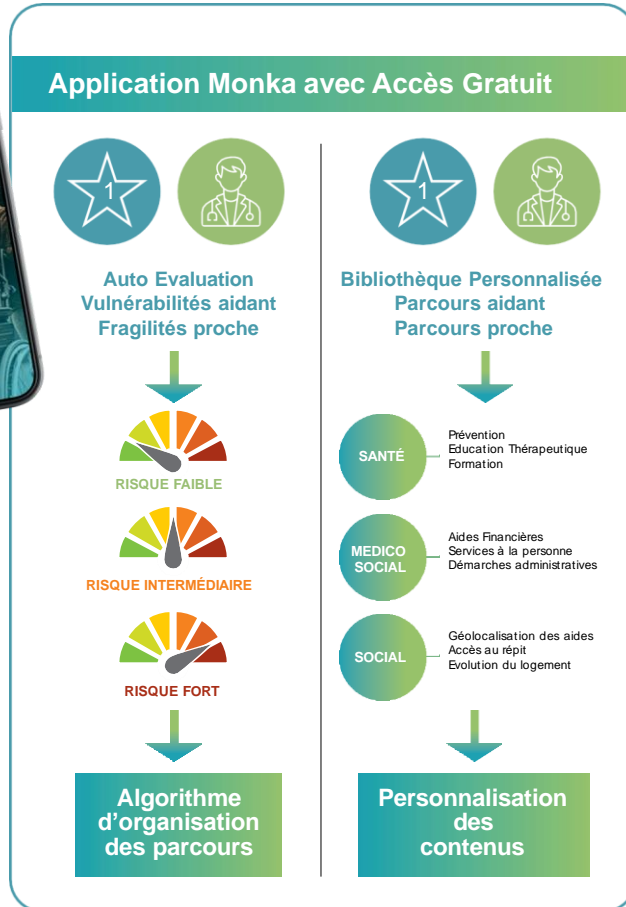 Application Monka avec Accès Gratuit
1
Auto Evaluation
Vulnérabilités aidant
Fragilités proche
RISQUE FAIBLE
RISQUE INTERMÉDIAIRE
RISQUE FORT
Algorithme
d'organisation
des parcours
1
Bibliothèque Personnalisée
Parcours aidant
Parcours proche
SANTÉ
Prévention
Education Thérapeutique
Formation
MEDICO
SOCIAL
Aides Financières
Services à la personne
Démarches administratives
SOCIAL
Géolocalisation des aides
Accès au répit
Evolution du logement
Personnalisation
des
contenus